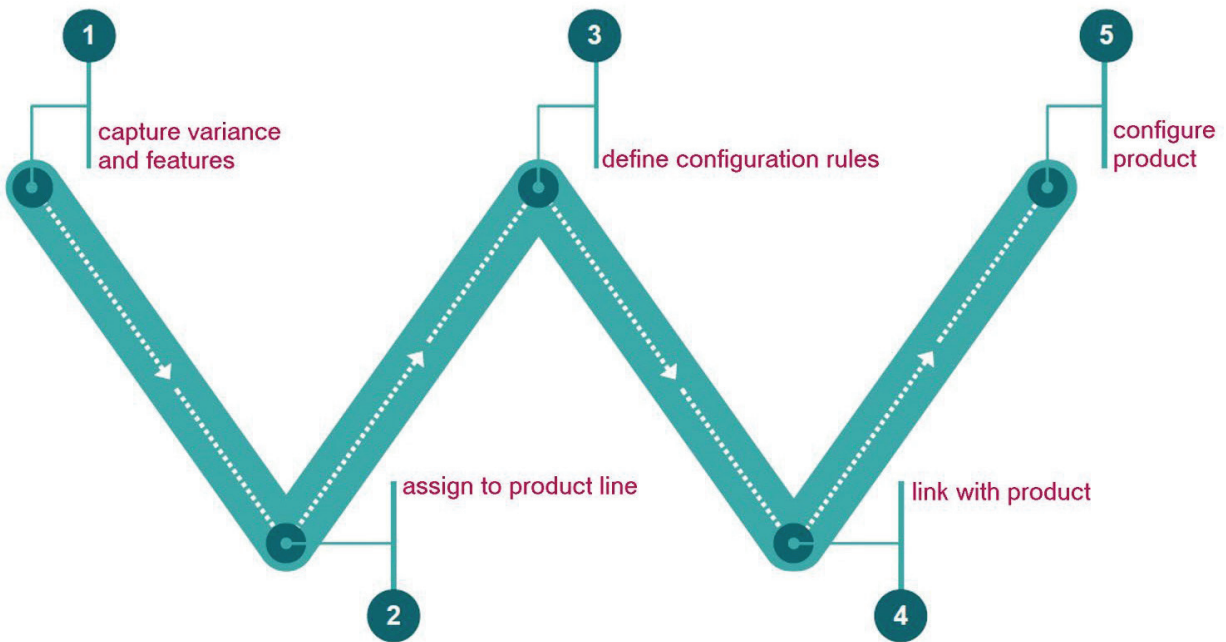 1
capture variance
and features
2
assign to product line
3
define configuration rules
4
link with product
5
configure
product